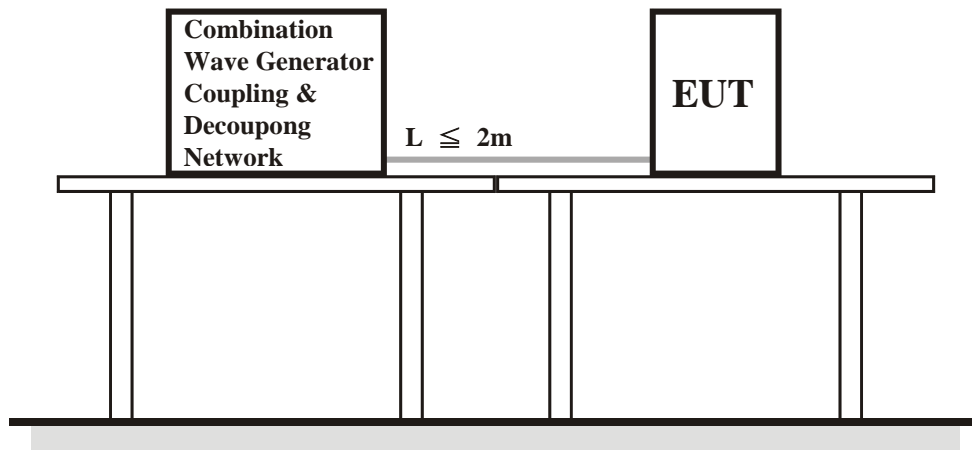 Combination
Wave Generator
Coupling &
Decoupong
Network
L ≦ 2m
EUT